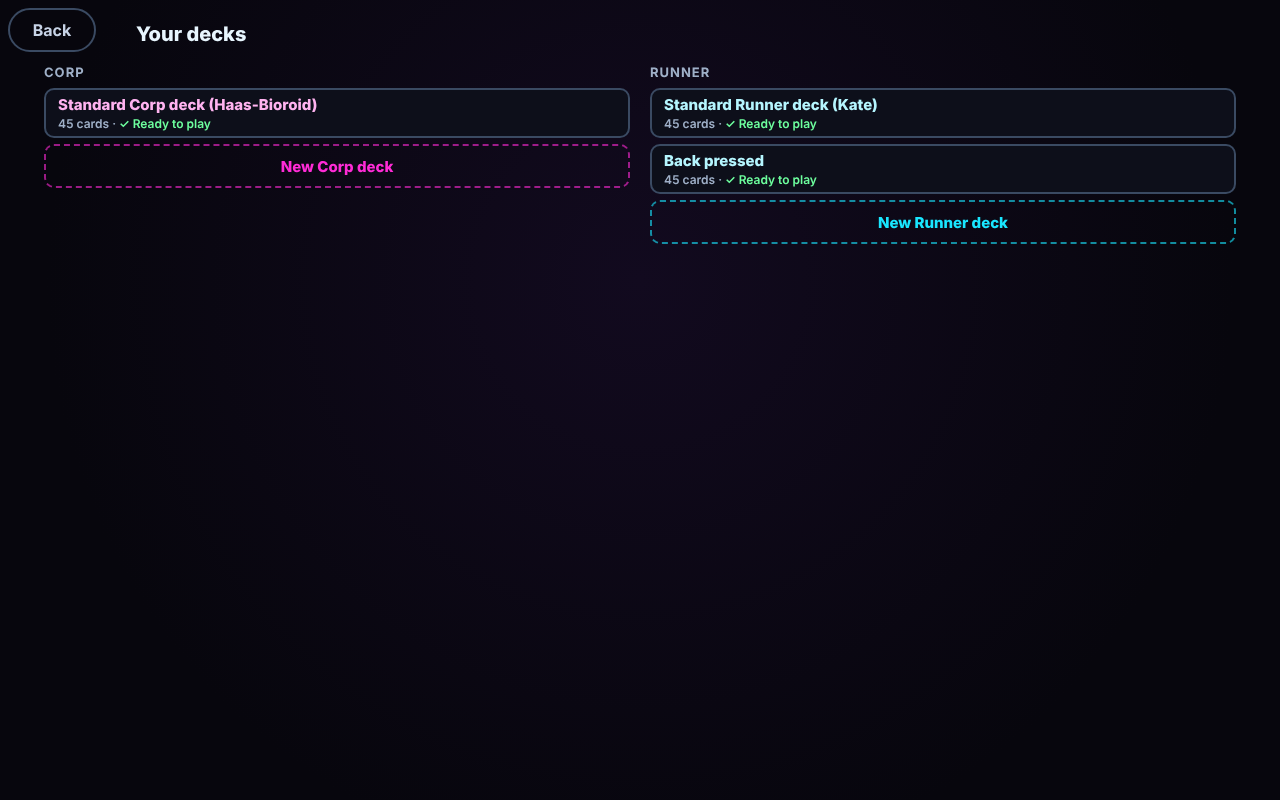 Back
Your decks
CORP
Standard Corp deck (Haas-Bioroid)
45 cards · ✓ Ready to play
New Corp deck
RUNNER
Standard Runner deck (Kate)
45 cards · ✓ Ready to play
Back pressed
45 cards · ✓ Ready to play
New Runner deck